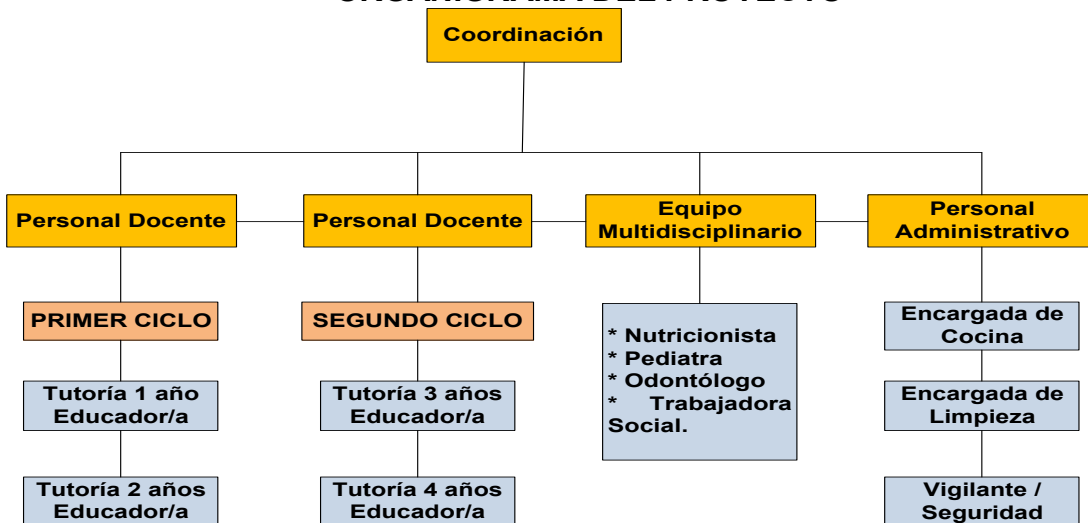 Coordinación
Personal Docente
Personal Docente
Equipo
Multidisciplinario
Personal
Administrativo
PRIMER CICLO
SEGUNDO CICLO
* Nutricionista
* Pediatra
* Odontólogo
* Trabajadora
Social.
Encargada de
Cocina
Tutoría 1 año
Educador/a
Tutoría 3 años
Educador/a
Encargada de
Limpieza
Tutoría 2 años
Educador/a
Tutoría 4 años
Educador/a
Vigilante /
Seguridad